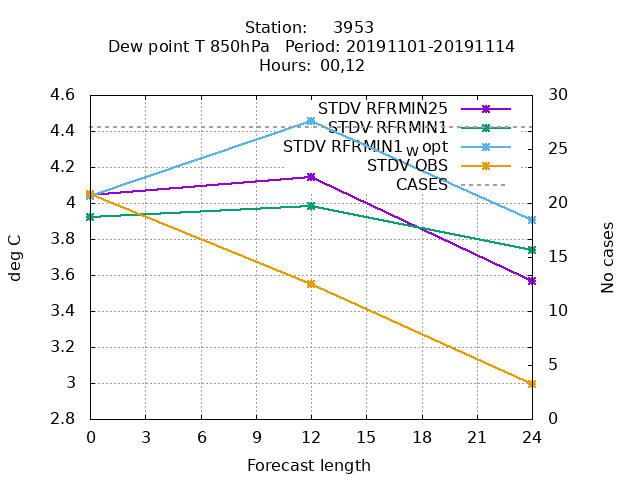 Station: 3953
Dew point T 850hPa Period: 20191101-20191114
Hours: 00,12
4.6
4.4
4.2
4
3.8
3.6
3.4
3.2
3
2.8
deg C
STDV RFRMIN25
STDV RFRMIN1
STDV RFRMIN1W opt
STDV OBS
CASES
30
25
20
15
10
5
0
No cases
0 3 6 9 12 15 18 21 24
Forecast length